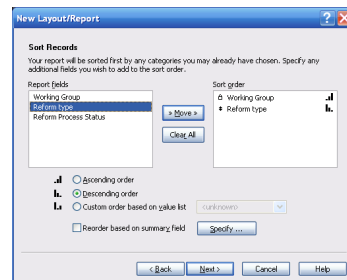 New Layout/Report
Sort Records
Your report will be sorted first by any categories you may already have chosen. Specify any
additional fields you wish to add to the sort order.
Report fields
Sort order
Working Group
Reform type
Reform Process Status
» Move »
Clear All
Working Group
Reform type
Ascending order
Descending order
Custom order based on value list
<unknown>
Reorder based on summary field
Specify ...
< Back
Next >
Cancel
Help